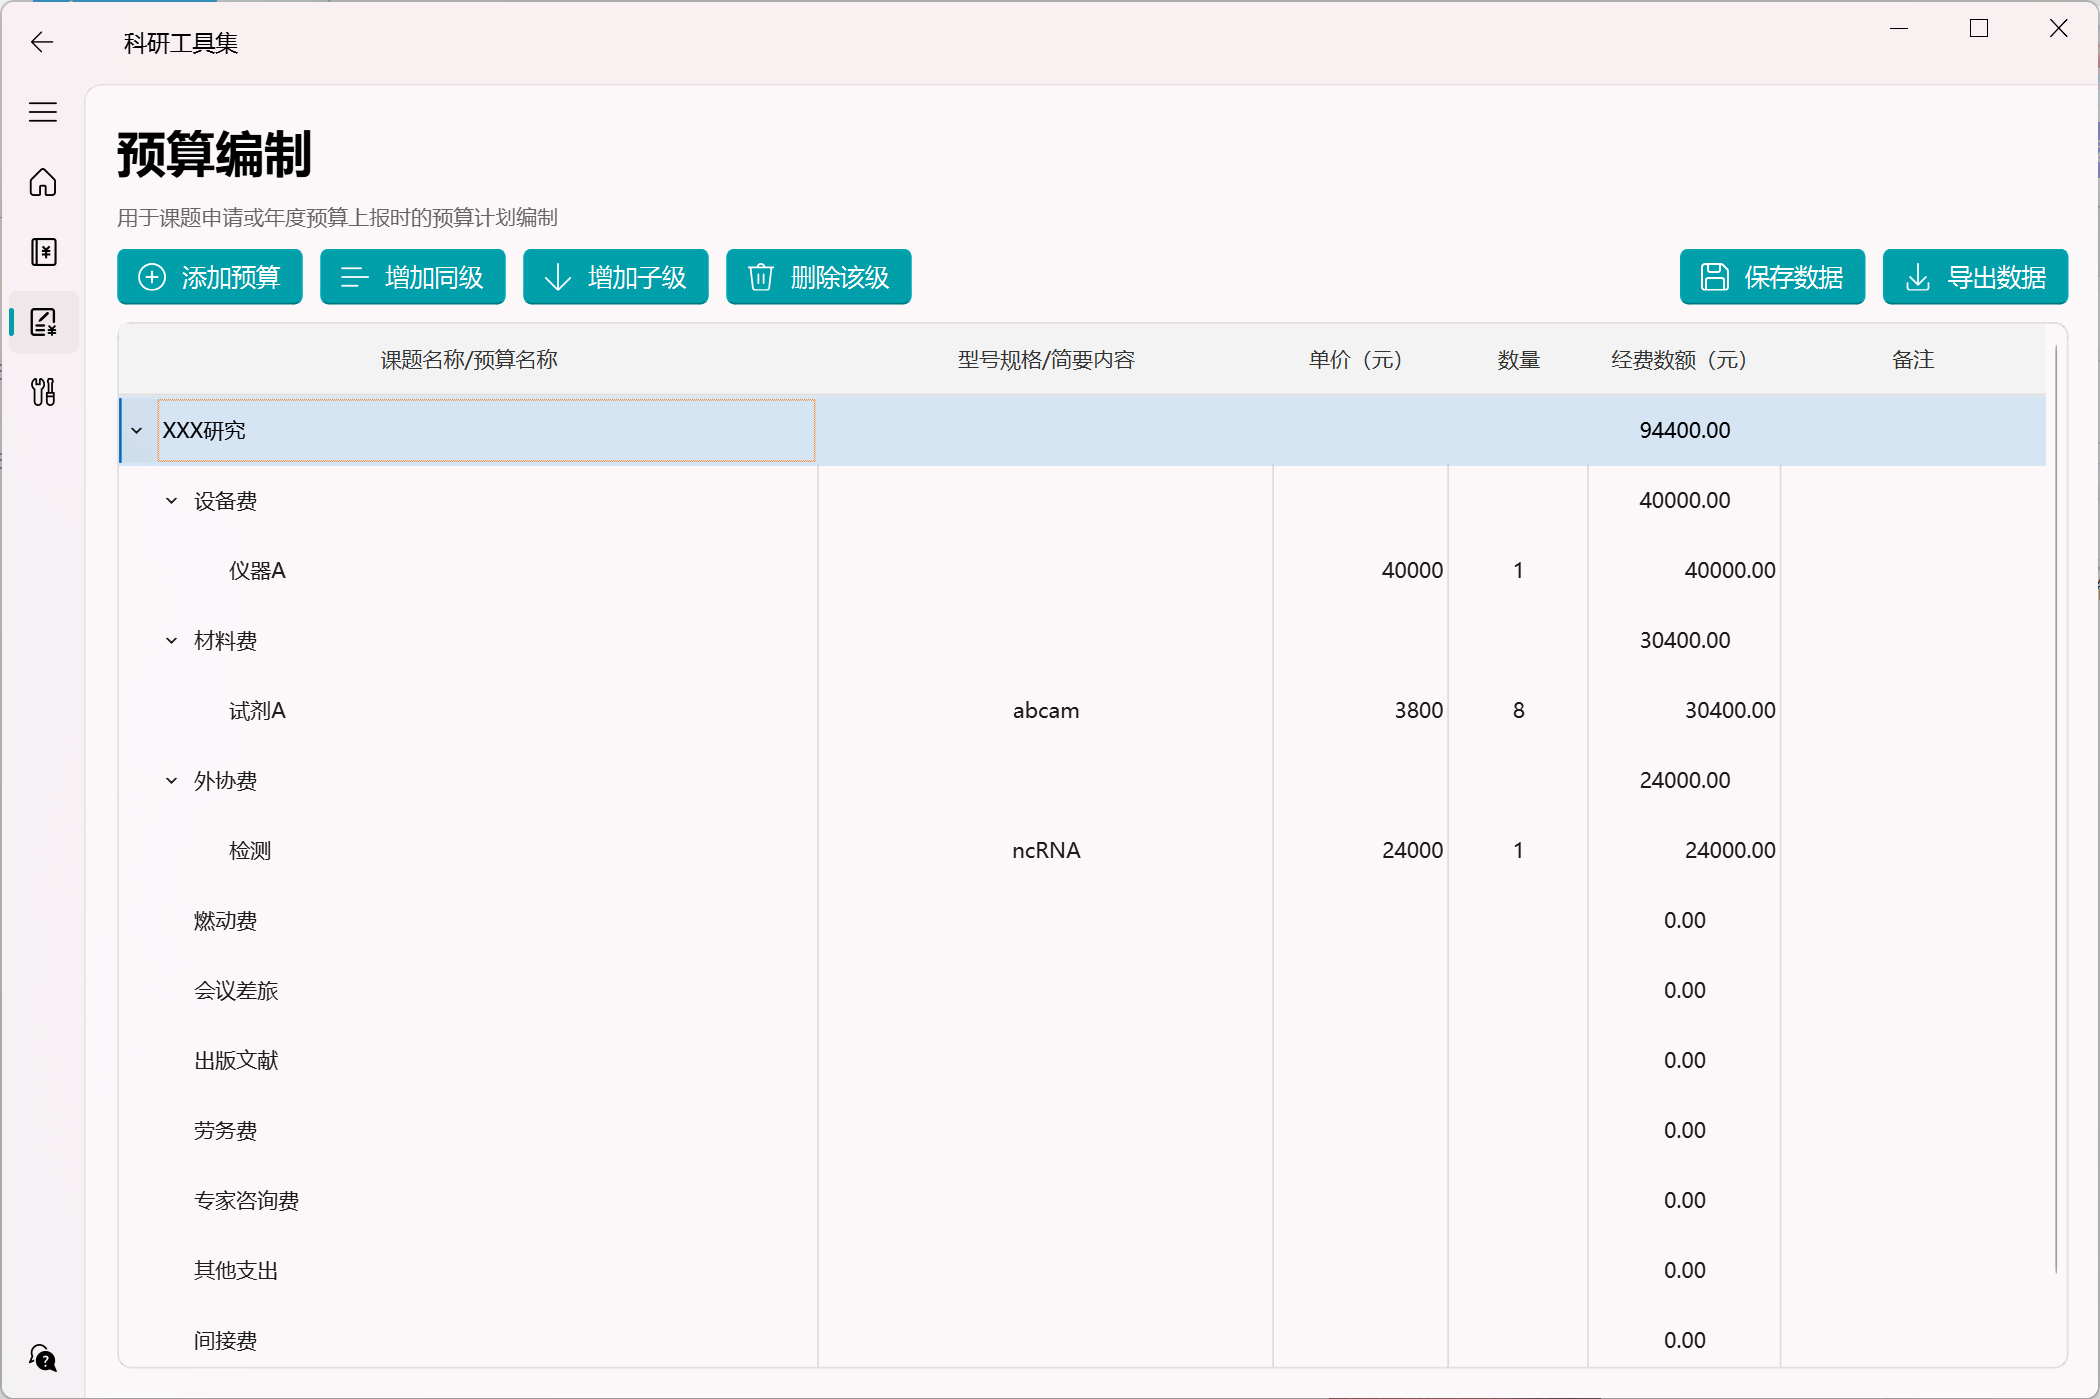 科研工具集
预算编制
用于课题申请或年度预算上报时的预算计划编制
添加预算 增加同级 增加子级 删除该级 保存数据 导出数据
课题名称/预算名称 型号规格/简要内容 单价（元） 数量 经费数额（元） 备注
XXX研究 94400.00
设备费 40000.00
仪器A 40000 1 40000.00
材料费 30400.00
试剂A abcam 3800 8 30400.00
外协费 24000.00
检测 ncRNA 24000 1 24000.00
燃动费 0.00
会议差旅 0.00
出版文献 0.00
劳务费 0.00
专家咨询费 0.00
其他支出 0.00
间接费 0.00